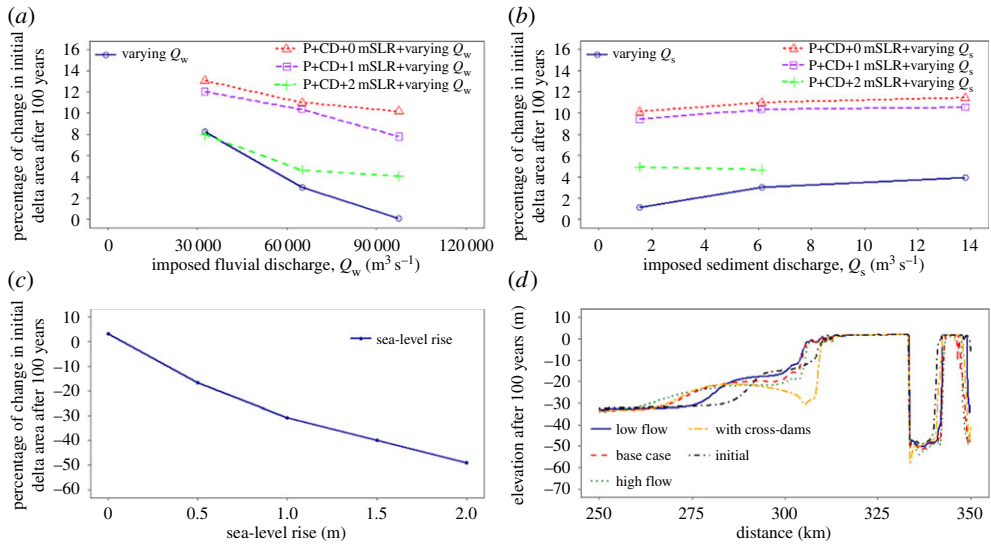 (a)
percentage of change in initial
delta area after 100 years
16
14
12
10
8
6
4
2
0
varying Qw
P+CD+0 mSLR+varying Qw
P+CD+1 mSLR+varying Qw
P+CD+2 mSLR+varying Qw
0 30 000 60 000 90 000 120 000
imposed fluvial discharge, Qw (m³ s⁻¹)
(b)
percentage of change in initial
delta area after 100 years
16
14
12
10
8
6
4
2
0
varying Qs
P+CD+0 mSLR+varying Qs
P+CD+1 mSLR+varying Qs
P+CD+2 mSLR+varying Qs
0 2 4 6 8 10 12 14
imposed sediment discharge, Qs (m³ s⁻¹)
(c)
percentage of change in initial
delta area after 100 years
10
0
−10
−20
−30
−40
−50
−60
sea-level rise
0 0.5 1.0 1.5 2.0
sea-level rise (m)
(d)
elevation after 100 years (m)
10
0
−10
−20
−30
−40
−50
−60
−70
low flow
base case
high flow
with cross-dams
initial
250 275 300 325 350
distance (km)